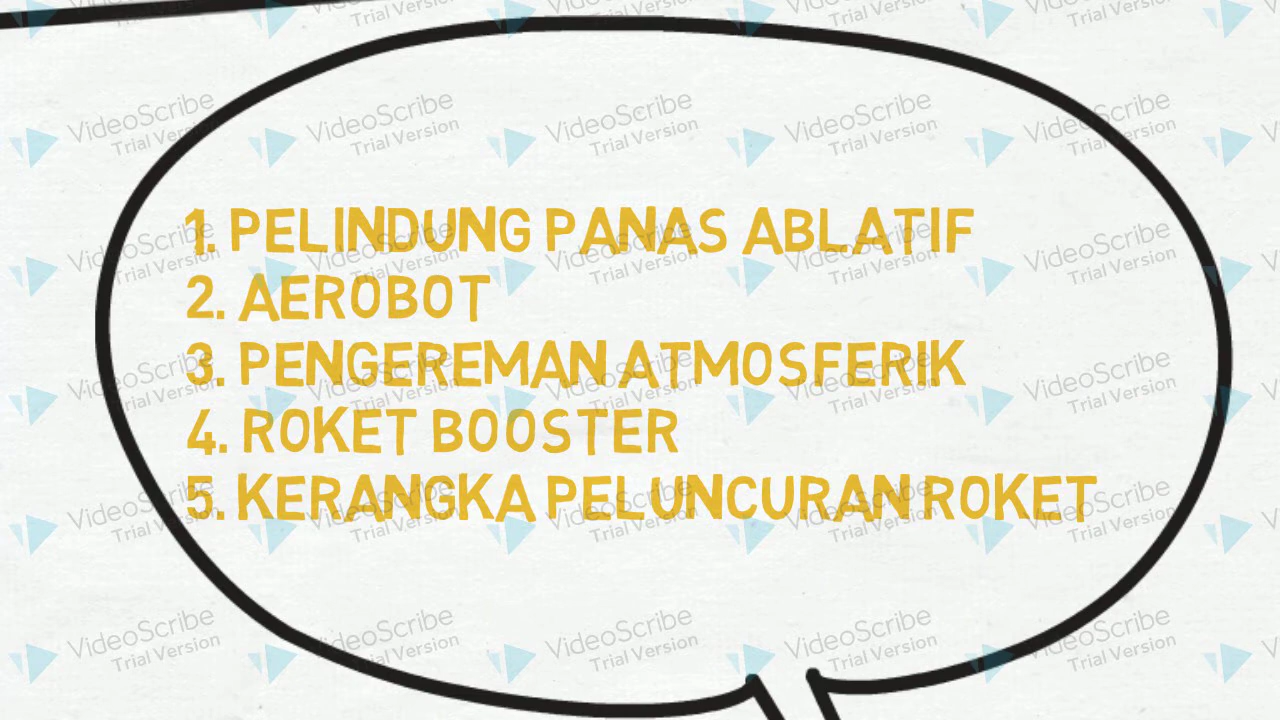 1. PELINDUNG PANAS ABLATIF
2. AEROBOT
3. PENGEREMAN ATMOSFERIK
4. ROKET BOOSTER
5. KERANGKA PELUNCURAN ROKET
VideoScribe
Trial Version